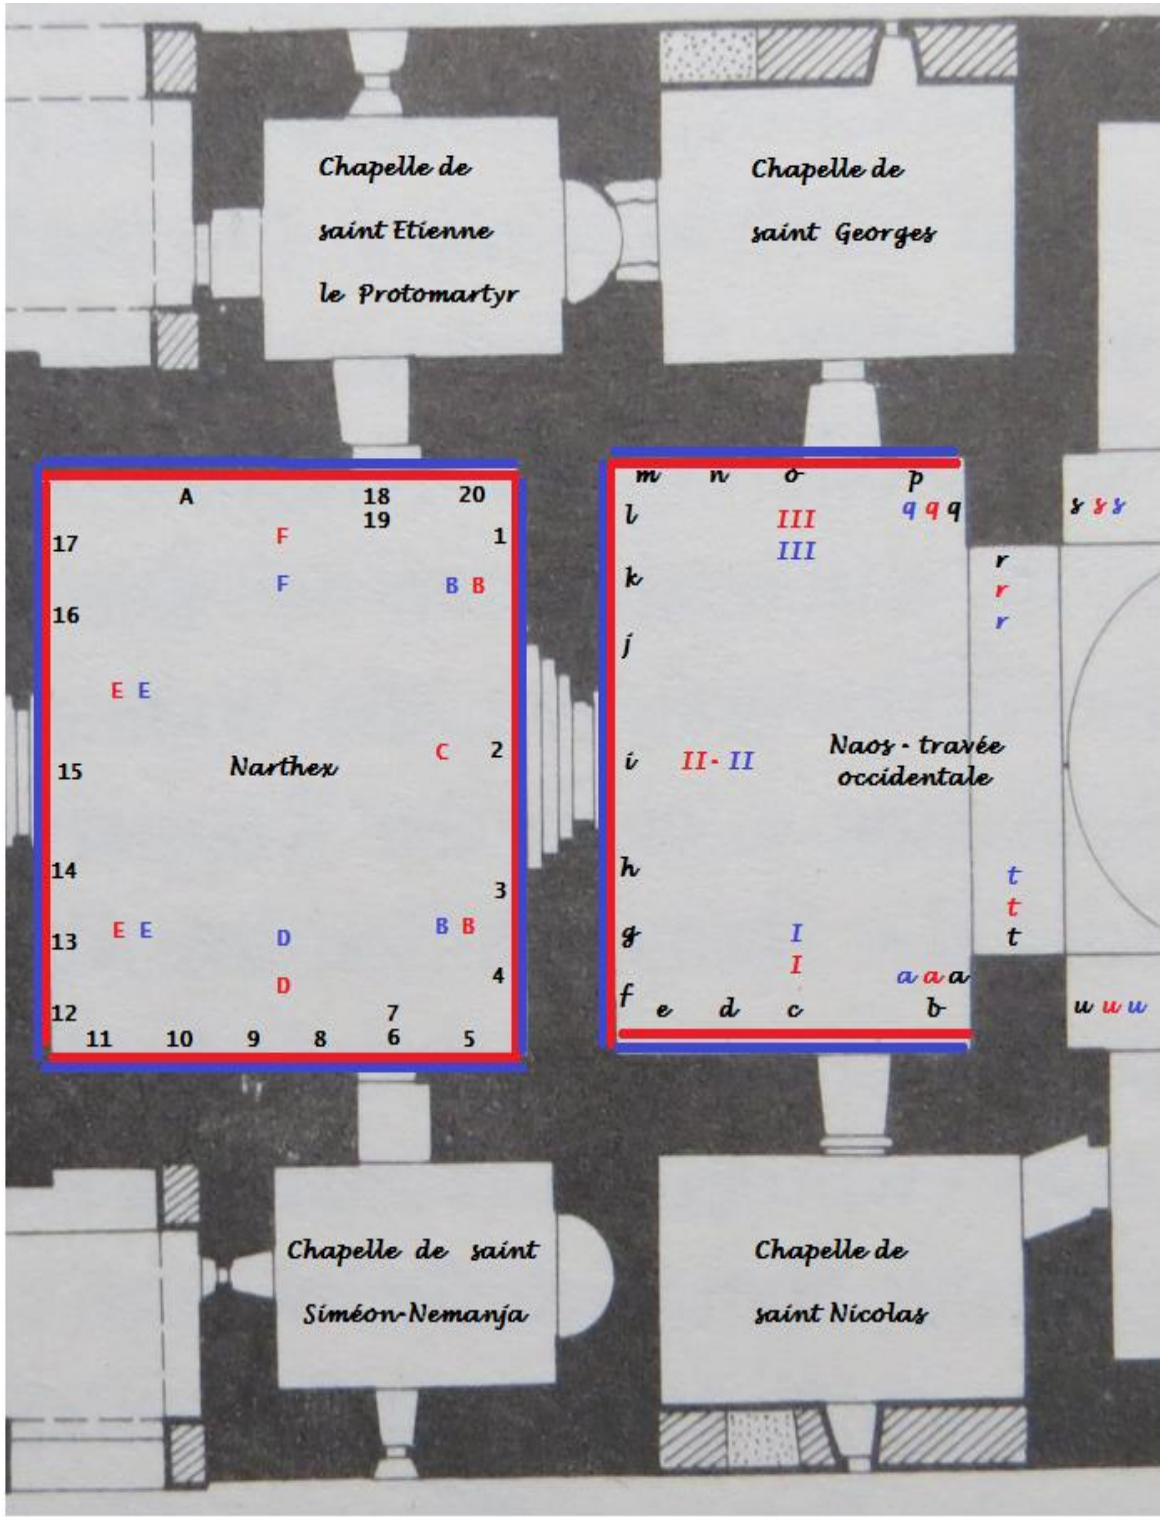 Chapelle de
saint Etienne
le Protomartyr
Chapelle de
saint Georges
A
18
20
19
17
F
1
F
B B
16
E E
C
2
15
Narthex
14
3
13
E E
D
B B
D
4
12
7
11
10
9
8
6
5
m
n
o
p
l
III
q q q
III
k
j
i
II - II
Naos - travée
occidentale
h
g
I
I
a a a
f
e
d
c
b
s s s
r
r
r
t
t
t
u u u
Chapelle de saint
Siméon-Nemanja
Chapelle de
saint Nicolas